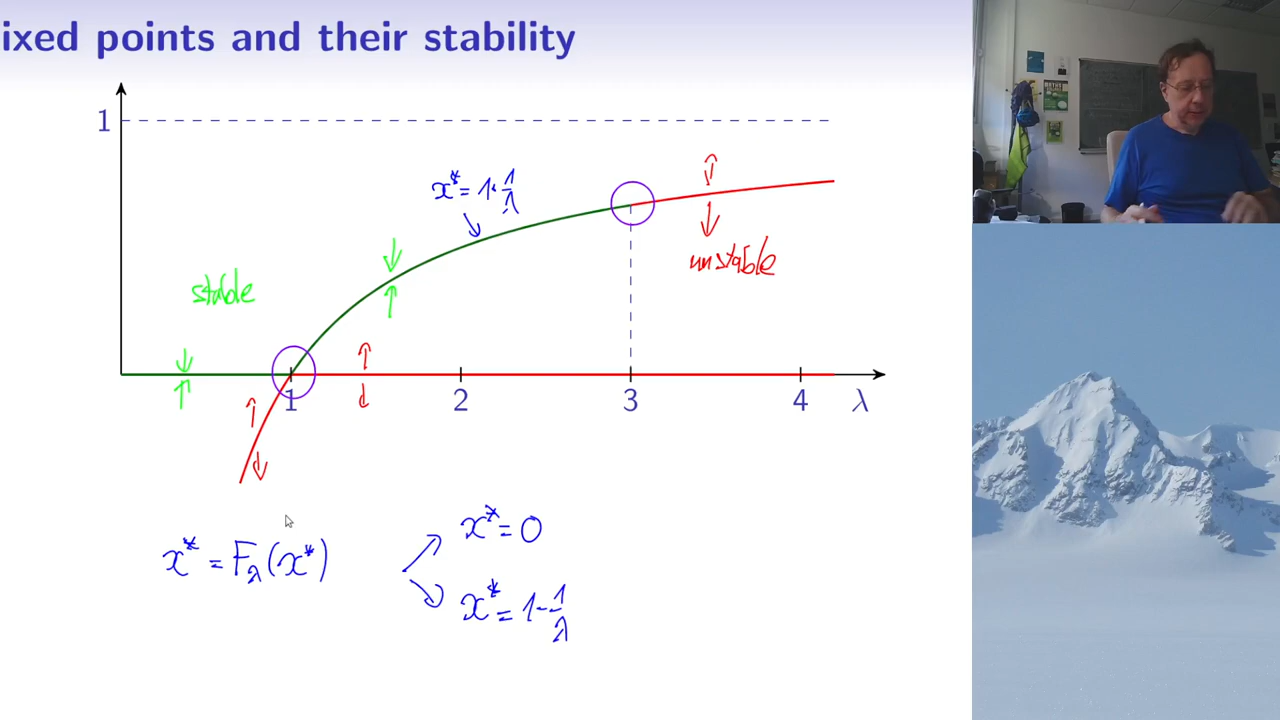 ixed points and their stability
1
x* = 1 - 1/λ
unstable
stable
1 2 3 4 λ
x* = F_λ(x*)
x* = 0
x* = 1 - 1/λ